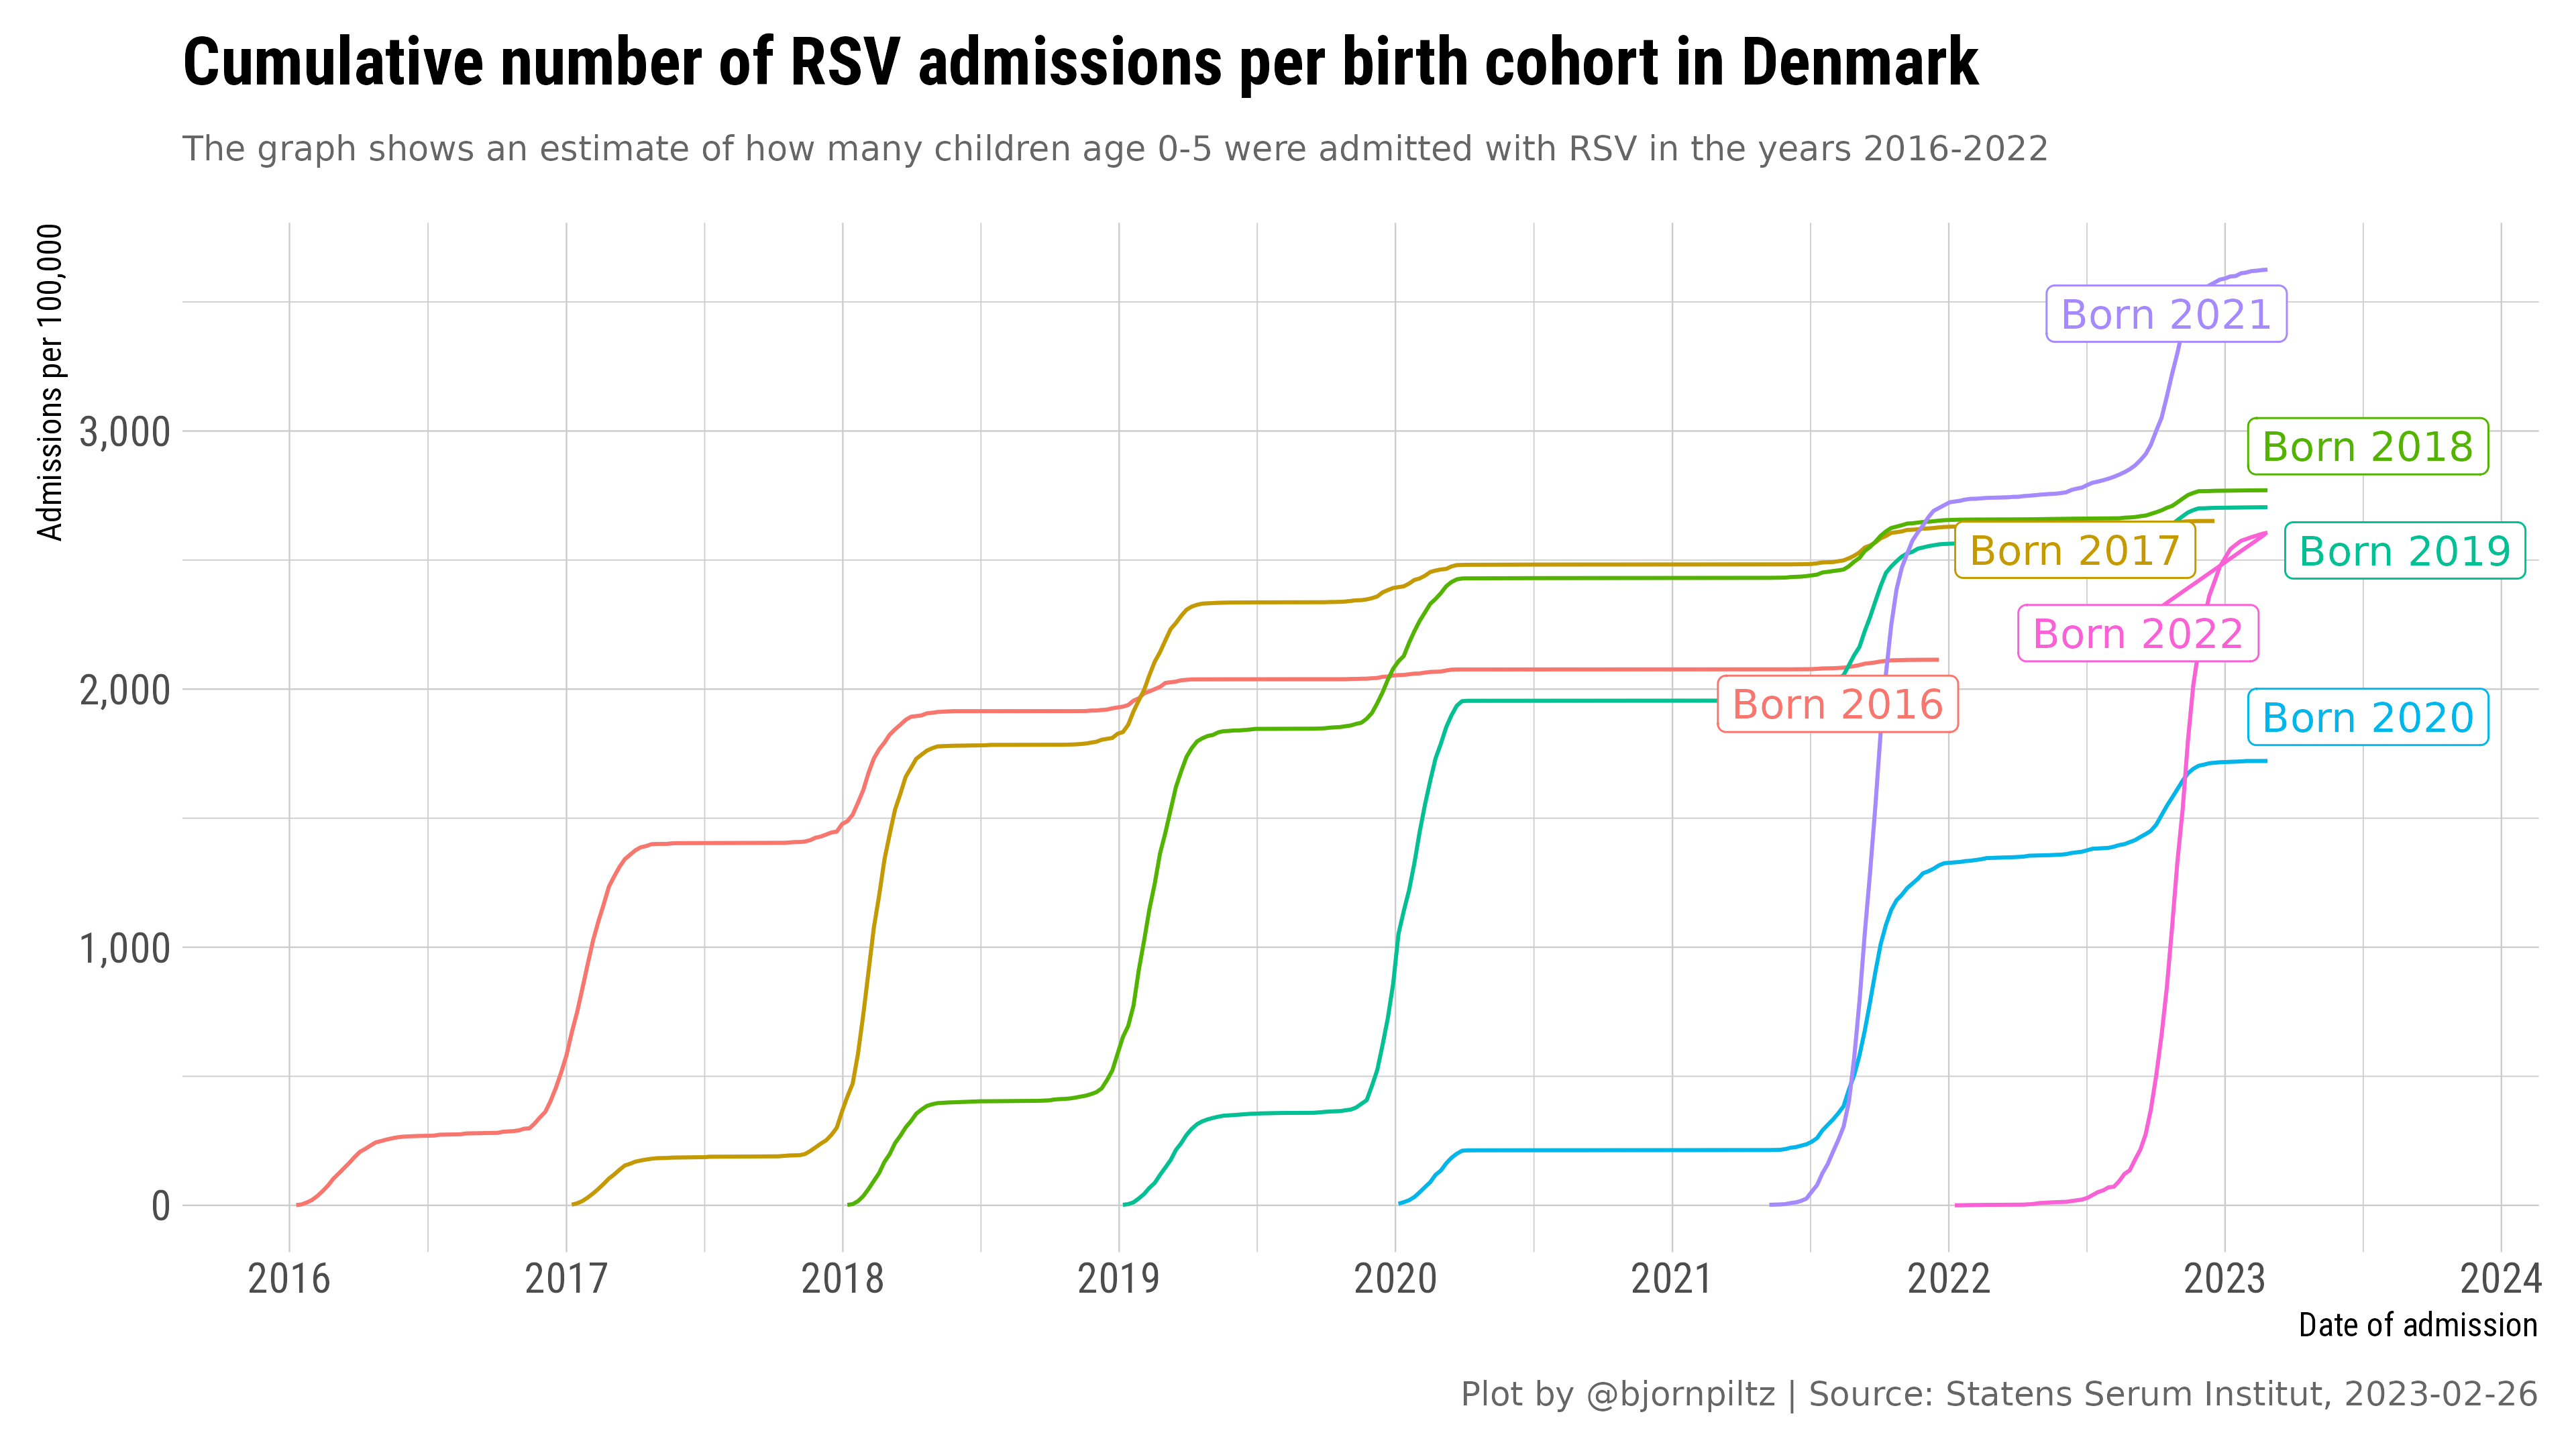 Cumulative number of RSV admissions per birth cohort in Denmark
The graph shows an estimate of how many children age 0-5 were admitted with RSV in the years 2016-2022
Admissions per 100,000
3,000
2,000
1,000
0
Born 2021
Born 2018
Born 2017
Born 2019
Born 2022
Born 2016
Born 2020
2016 2017 2018 2019 2020 2021 2022 2023 2024
Date of admission
Plot by @bjornpiltz | Source: Statens Serum Institut, 2023-02-26